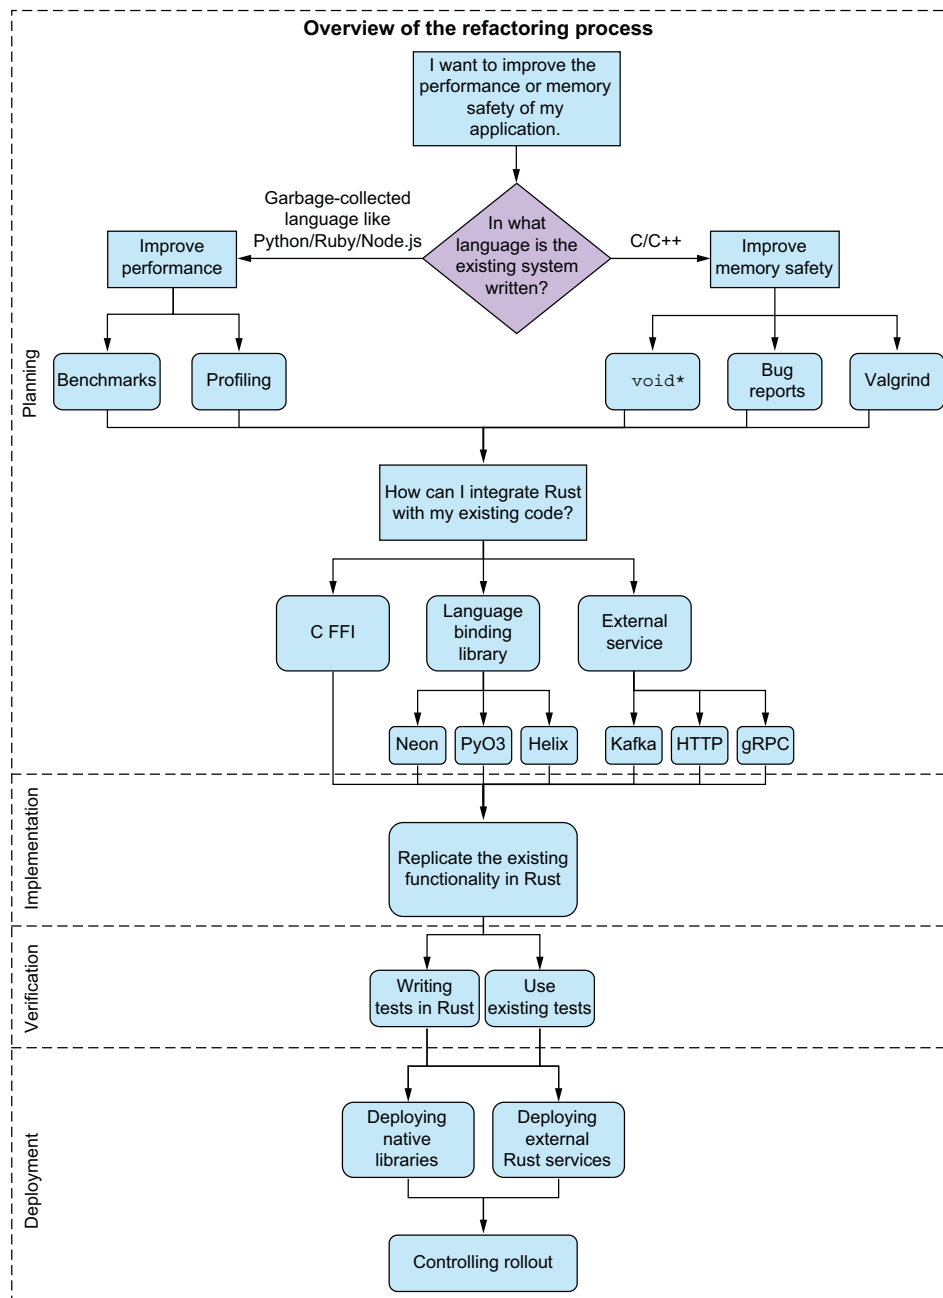 Overview of the refactoring process
I want to improve the
performance or memory
safety of my
application.
Garbage-collected
language like
Python/Ruby/Node.js
In what
language is the
existing system
written?
C/C++
Improve
performance
Improve
memory safety
Planning
Benchmarks
Profiling
void*
Bug
reports
Valgrind
How can I integrate Rust
with my existing code?
C FFI
Language
binding
library
External
service
Neon
PyO3
Helix
Kafka
HTTP
gRPC
Implementation
Replicate the existing
functionality in Rust
Verification
Writing
tests in Rust
Use
existing tests
Deployment
Deploying
native
libraries
Deploying
external
Rust services
Controlling rollout